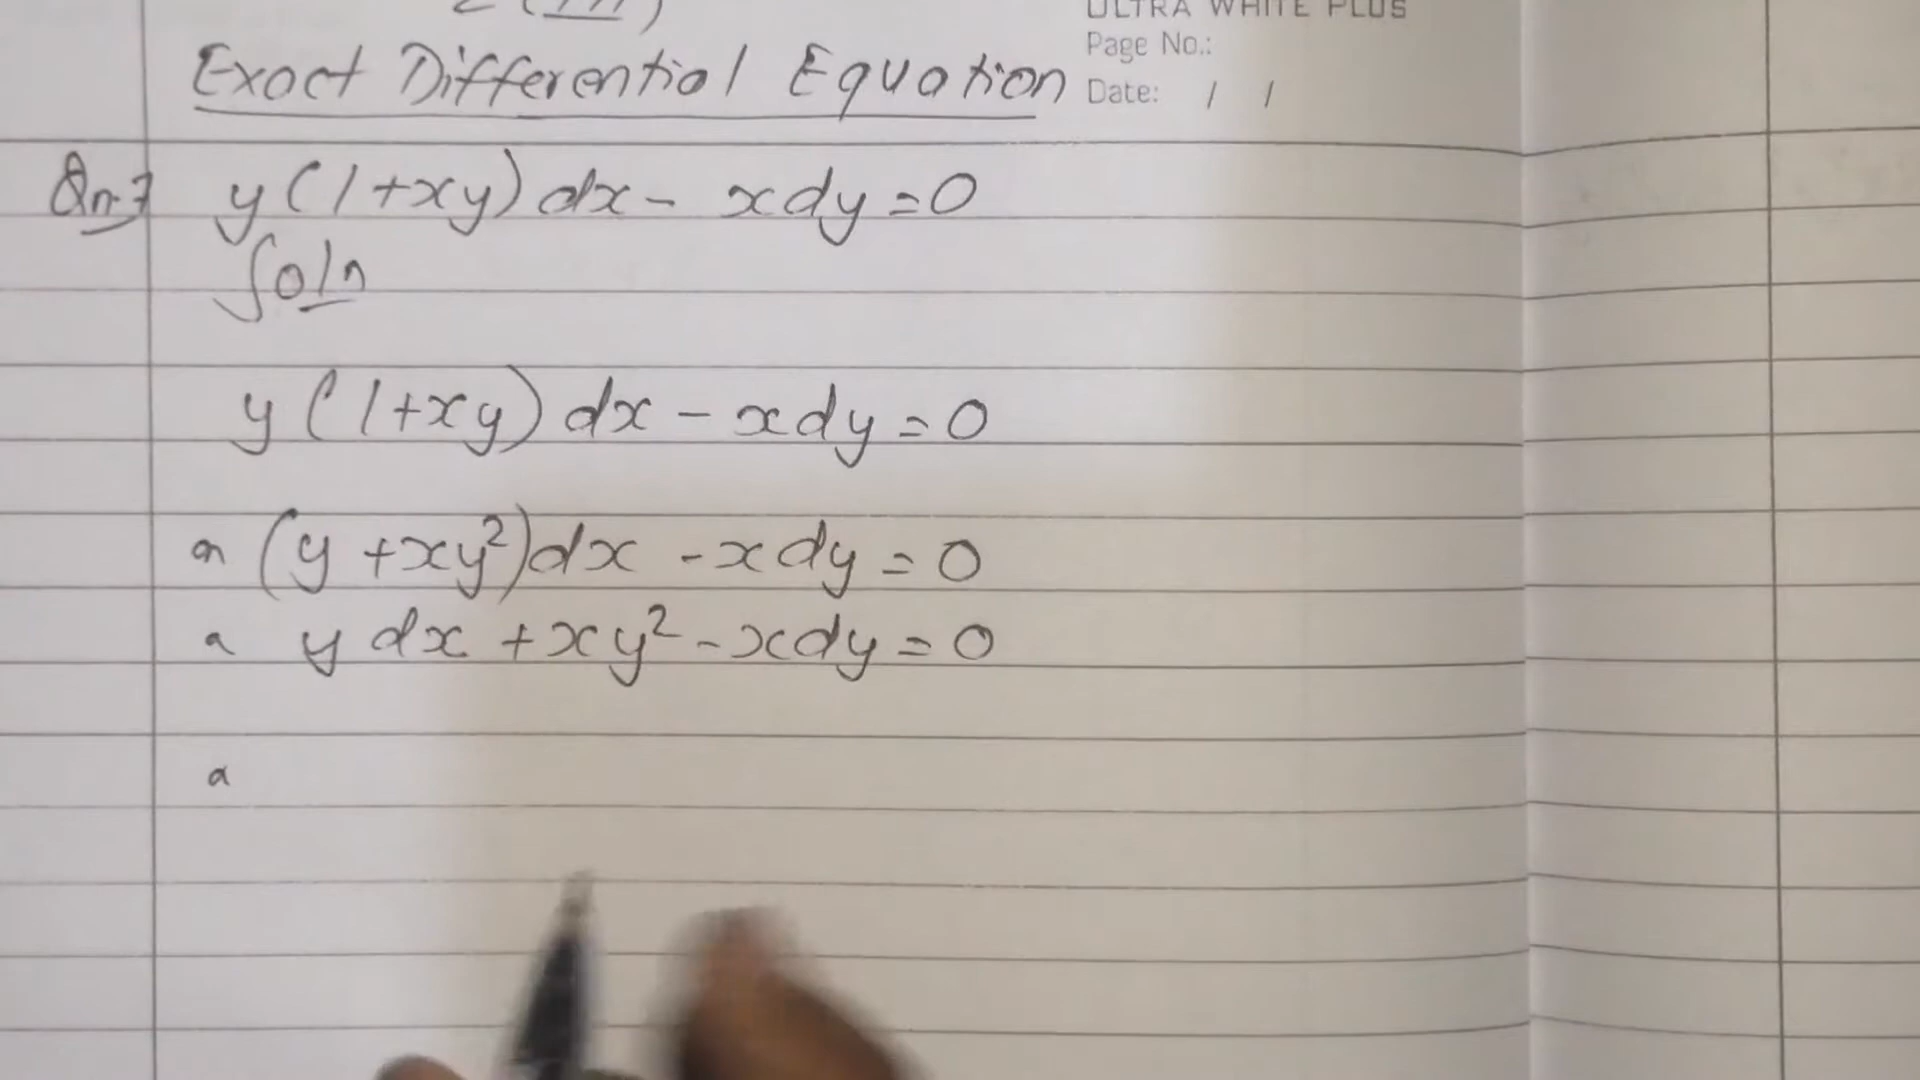 ULTRA WHITE PLUS
Page No.:
Exact Differential Equation
Date: / /
Qn.7 y(1+xy)dx - xdy=0
Soln
y(1+xy)dx - xdy=0
or (y+xy²)dx - xdy=0
or y dx +xy² - xdy=0
or